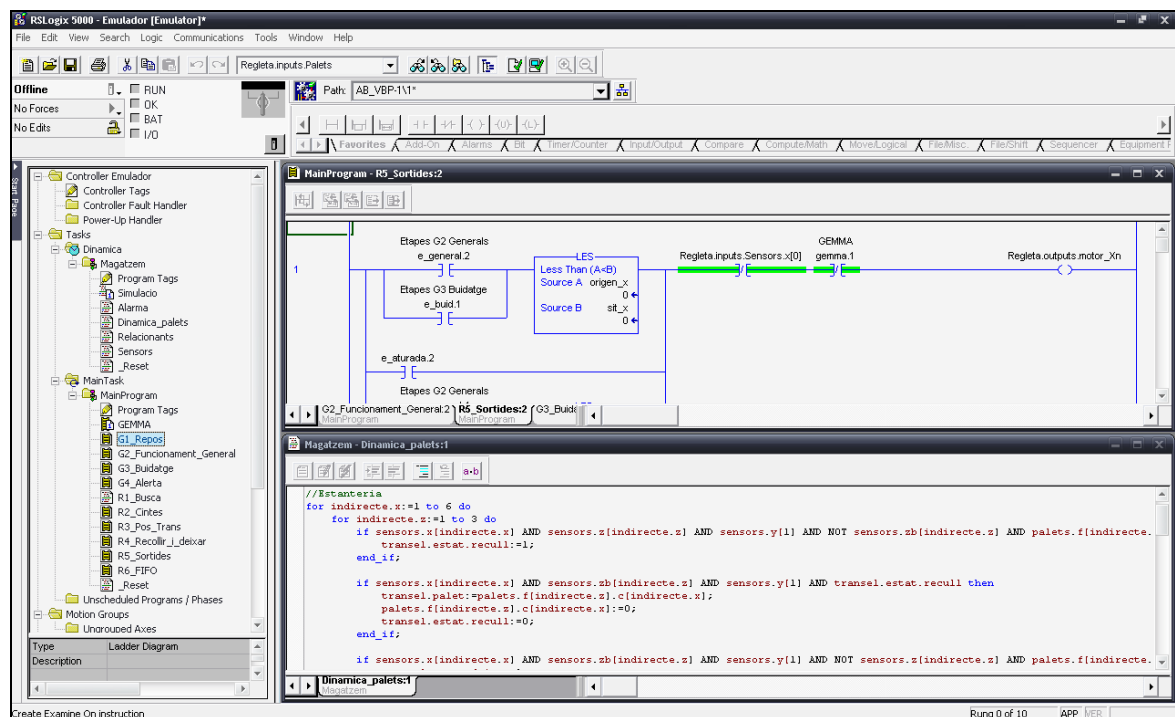 RSLogix 5000 - Emulador [Emulator]*
File Edit View Search Logic Communications Tools Window Help
Regleta.inputs.Palets
Offline
RUN
No Forces
OK
BAT
No Edits
I/O
Path: AB_VBP-1\1*
Favorites Add-On Alarms Bit Timer/Counter Input/Output Compare Compute/Math Move/Logical File/Misc. File/Shift Sequencer Equipment
Start Page
Controller Emulador
Controller Tags
Controller Fault Handler
Power-Up Handler
Tasks
Dinamica
Magatzem
Program Tags
Simulacio
Alarma
Dinamica_palets
Relacionants
Sensors
_Reset
MainTask
MainProgram
Program Tags
GEMMA
G1_Repos
G2_Funcionament_General
G3_Buidatge
G4_Alerta
R1_Busca
R2_Cintes
R3_Pos_Trans
R4_Recollir_i_deixar
R5_Sortides
R6_FIFO
_Reset
Unscheduled Programs / Phases
Motion Groups
Ungrouped Axes
Type Ladder Diagram
Description
MainProgram - R5_Sortides:2
1
Etapes G2 Generals
e_general.2
Etapes G3 Buidatge
e_buid.1
LES
Less Than (A<B)
Source A origen_x
0
Source B sit_x
0
Regleta.inputs.Sensors.x[0]
GEMMA
gemma.1
Regleta.outputs.motor_Xn
e_aturada.2
Etapes G2 Generals
G2_Funcionament_General:2 R5_Sortides:2 G3_Buida
MainProgram MainProgram
Magatzem - Dinamica_palets:1
a+b
//Estanteria
for indirecte.x:=1 to 6 do
for indirecte.z:=1 to 3 do
if sensors.x[indirecte.x] AND sensors.z[indirecte.z] AND sensors.y[1] AND NOT sensors.zb[indirecte.z] AND palets.f[indirecte.
transel.estat.recull:=1;
end_if;
if sensors.x[indirecte.x] AND sensors.zb[indirecte.z] AND sensors.y[1] AND transel.estat.recull then
transel.palet:=palets.f[indirecte.z].c[indirecte.x];
palets.f[indirecte.z].c[indirecte.x]:=0;
transel.estat.recull:=0;
end_if;
if sensors.x[indirecte.x] AND sensors.zb[indirecte.z] AND sensors.y[1] AND NOT sensors.z[indirecte.z] AND palets.f[indirecte.
Dinamica_palets:1
Magatzem
Create Examine On instruction
Rung 0 of 10 APP VER